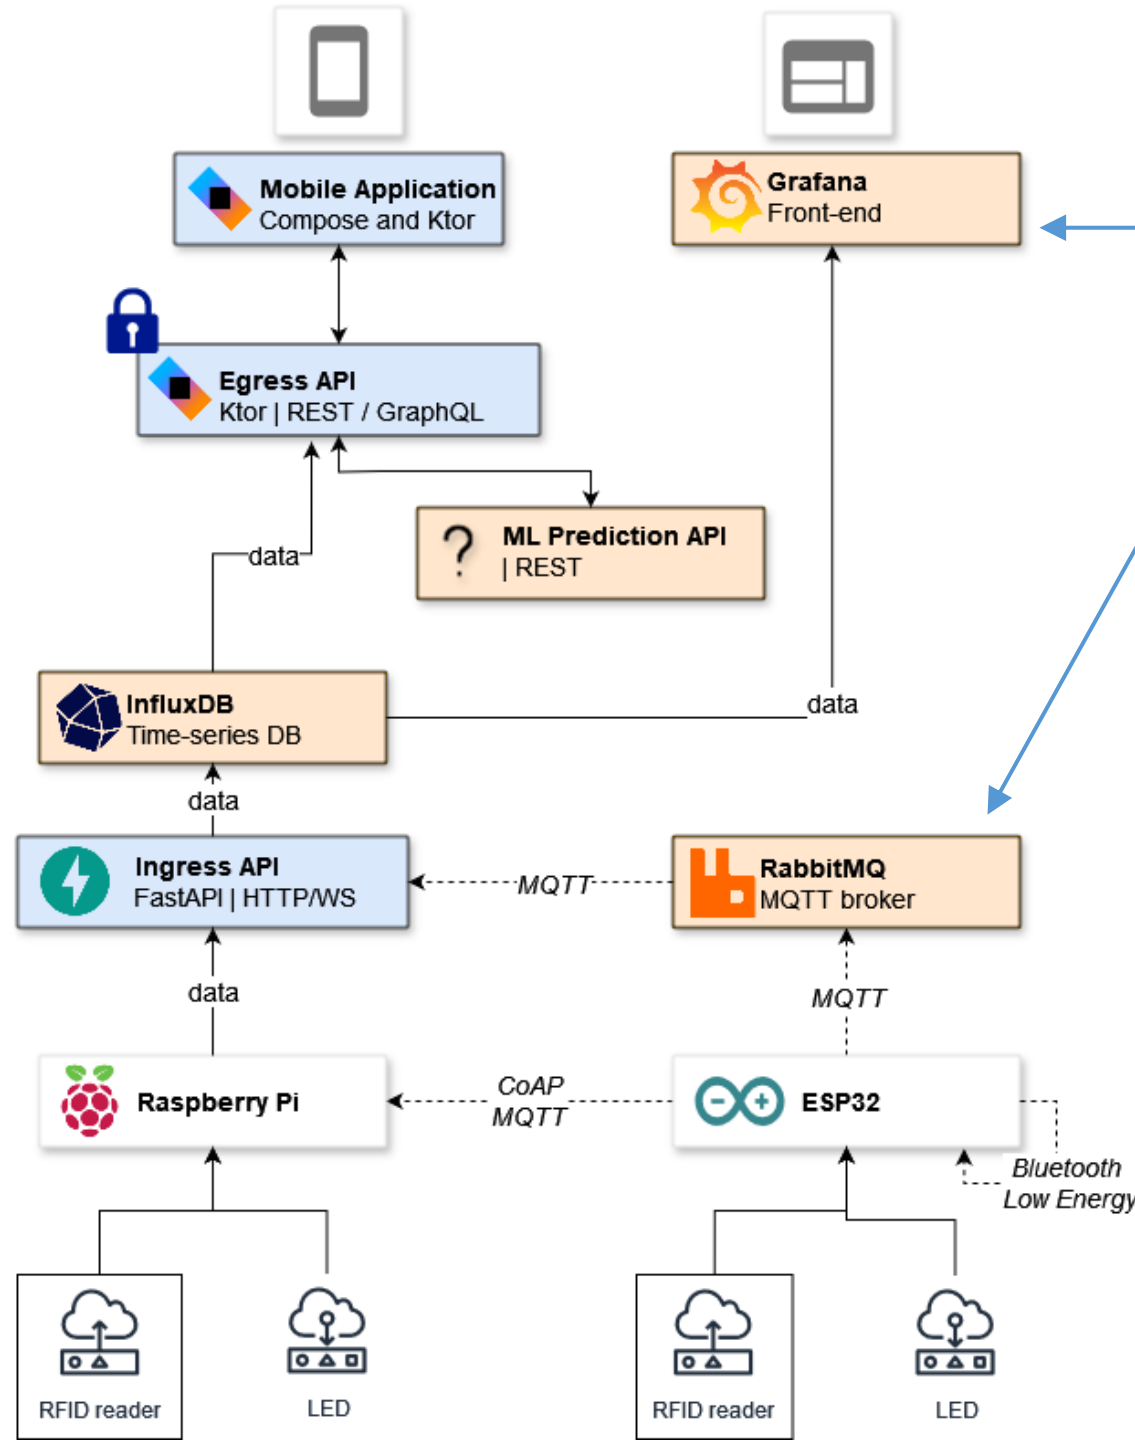 Mobile Application
Compose and Ktor
Grafana
Front-end
Egress API
Ktor | REST / GraphQL
?
ML Prediction API
| REST
data
InfluxDB
Time-series DB
data
data
Ingress API
FastAPI | HTTP/WS
MQTT
RabbitMQ
MQTT broker
data
MQTT
Raspberry Pi
CoAP
MQTT
ESP32
Bluetooth
Low Energy
RFID reader
LED
RFID reader
LED